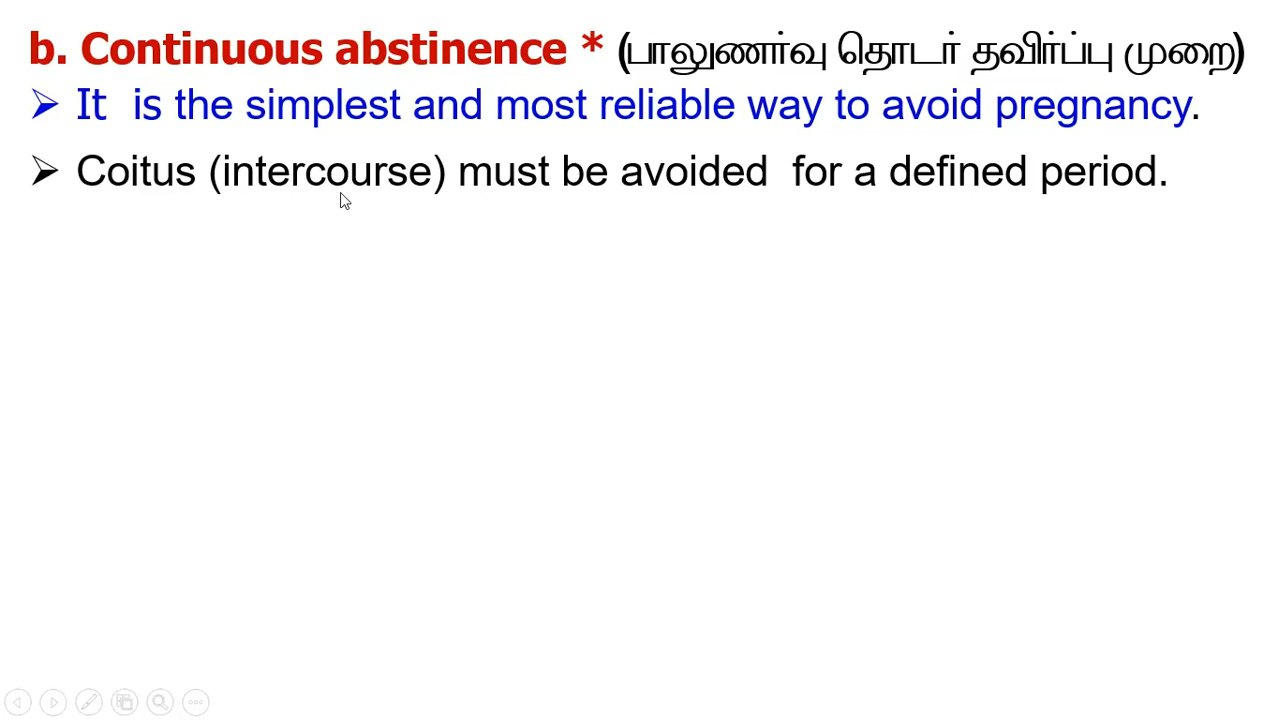 b. Continuous abstinence * (பாலுணர்வு தொடர் தவிர்ப்பு முறை)
➢ It is the simplest and most reliable way to avoid pregnancy.
➢ Coitus (intercourse) must be avoided for a defined period.